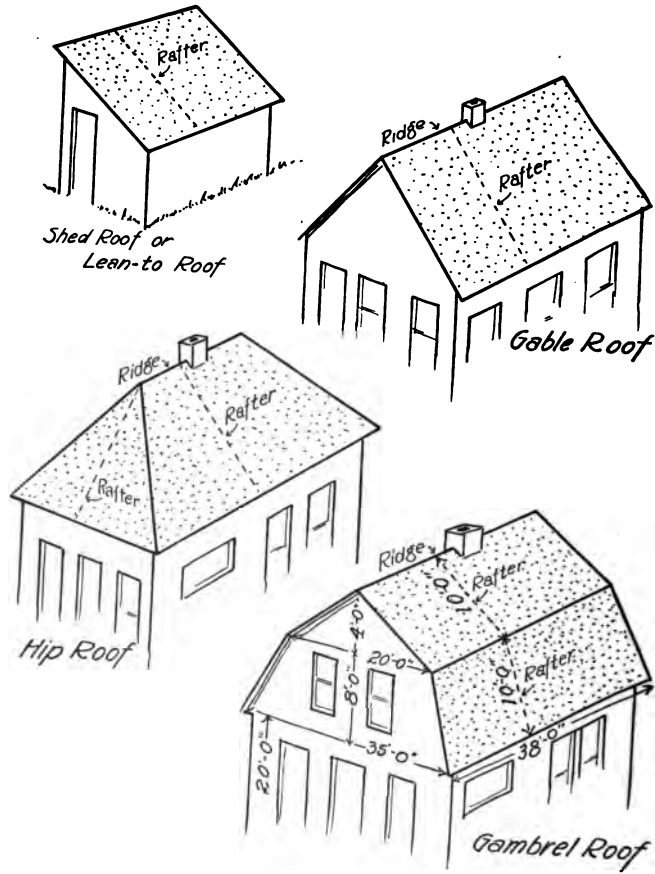 Rafter
Shed Roof or
Lean-to Roof
Ridge
Rafter
Gable Roof
Ridge
Rafter
Rafter
Hip Roof
Ridge
Rafter
10'-0"
Rafter
10'-0
4'-0"
20'-0"
8'-0
35'-0"
38'-0"
20'-0"
Gambrel Roof